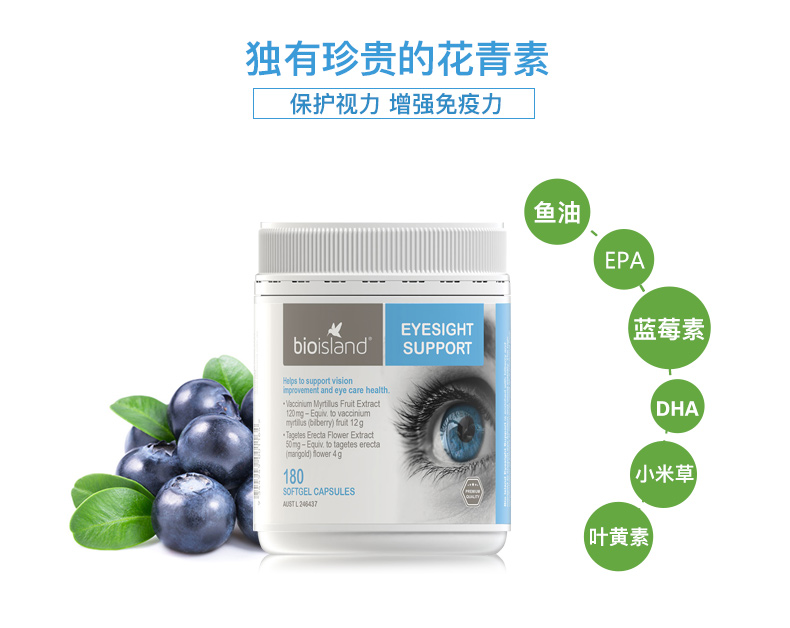 独有珍贵的花青素
保护视力 增强免疫力
鱼油
EPA
蓝莓素
DHA
小米草
叶黄素
bioisland®
EYESIGHT
SUPPORT
Helps to support vision
improvement and eye care health.
• Vaccinium Myrtillus Fruit Extract
120 mg – Equiv. to vaccinium
myrtillus (bilberry) fruit 12 g
• Tagetes Erecta Flower Extract
50 mg – Equiv. to tagetes erecta
(marigold) flower 4 g
180
SOFTGEL CAPSULES
AUST L 246437
PREMIUM
QUALITY